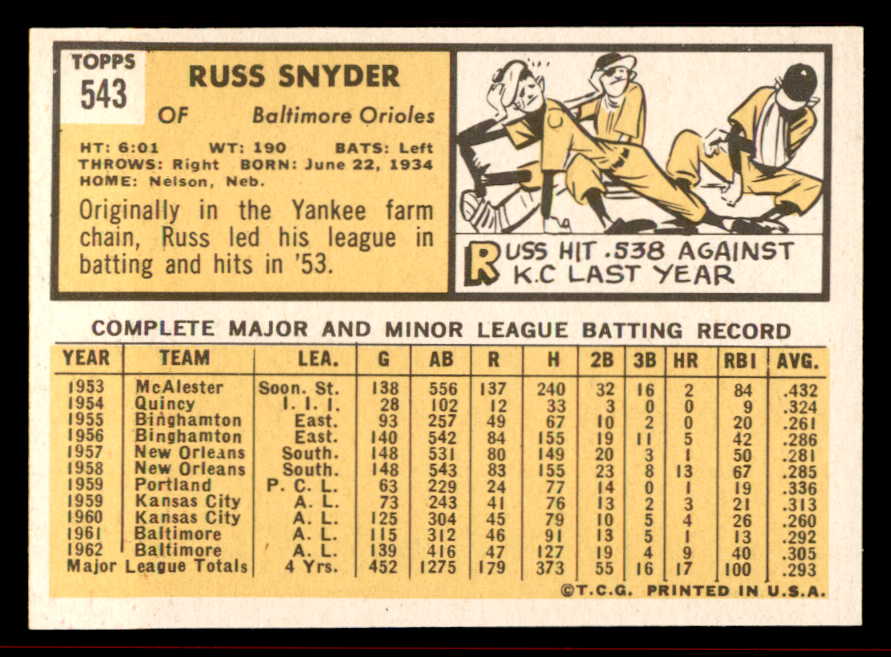 TOPPS
543
RUSS SNYDER
OF Baltimore Orioles
HT: 6:01 WT: 190 BATS: Left
THROWS: Right BORN: June 22, 1934
HOME: Nelson, Neb.
Originally in the Yankee farm
chain, Russ led his league in
batting and hits in '53.
RUSS HIT .538 AGAINST
K.C LAST YEAR
COMPLETE MAJOR AND MINOR LEAGUE BATTING RECORD
YEAR TEAM LEA. G AB R H 2B 3B HR RBI AVG.
1953 McAlester Soon. St. 138 556 137 240 32 16 2 84 .432
1954 Quincy I. I. I. 28 102 12 33 3 0 0 9 .324
1955 Binghamton East. 93 257 49 67 10 2 0 20 .261
1956 Binghamton East. 140 542 84 155 19 11 5 42 .286
1957 New Orleans South. 148 531 80 149 20 3 1 50 .281
1958 New Orleans South. 148 543 83 155 23 8 13 67 .285
1959 Portland P. C. L. 63 229 24 77 14 0 1 19 .336
1959 Kansas City A. L. 73 243 41 76 13 2 3 21 .313
1960 Kansas City A. L. 125 304 45 79 10 5 4 26 .260
1961 Baltimore A. L. 115 312 46 91 13 5 1 13 .292
1962 Baltimore A. L. 139 416 47 127 19 4 9 40 .305
Major League Totals 4 Yrs. 452 1275 179 373 55 16 17 100 .293
©T.C.G. PRINTED IN U.S.A.